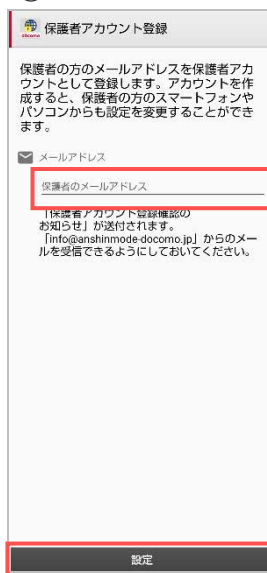 docomo
保護者アカウント登録
保護者の方のメールアドレスを保護者アカ
ウントとして登録します。アカウントを作
成すると、保護者の方のスマートフォンや
パソコンからも設定を変更することができ
ます。
メールアドレス
保護者のメールアドレス
「保護者アカウント登録確認の
お知らせ」が送付されます。
「info@anshinmode-docomo.jp」からのメー
ルを受信できるようにしておいてください。
設定